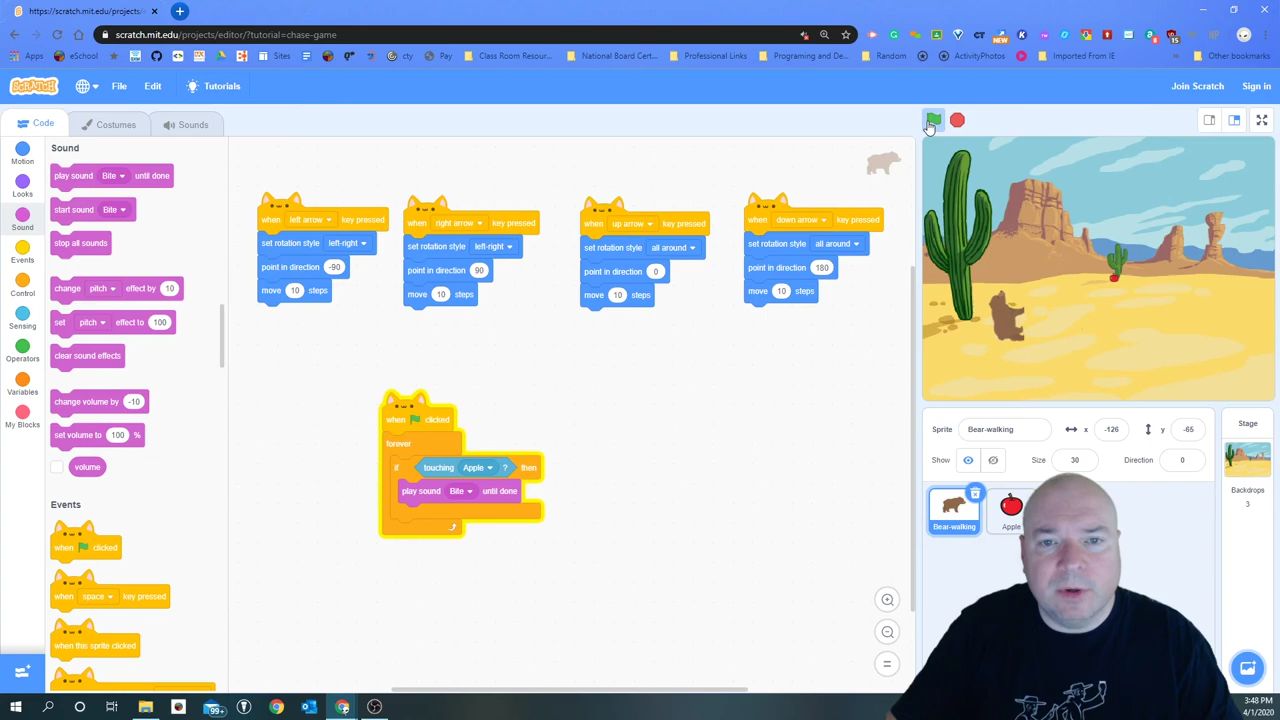 https://scratch.mit.edu/projects/e
scratch.mit.edu/projects/editor/?tutorial=chase-game
Apps eSchool Sites cty Pay Class Room Resour... National Board Cert... Professional Links Programing and De... Random ActivityPhotos NEW Imported From IE Other bookmarks
SCRATCH File Edit Tutorials Join Scratch Sign in
Code Costumes Sounds
Motion
Looks
Sound
Events
Control
Sensing
Operators
Variables
My Blocks
Sound
play sound Bite until done
start sound Bite
stop all sounds
change pitch effect by 10
set pitch effect to 100
clear sound effects
change volume by -10
set volume to 100 %
volume
Events
when clicked
when space key pressed
when this sprite clicked
when left arrow key pressed
set rotation style left-right
point in direction -90
move 10 steps
when right arrow key pressed
set rotation style left-right
point in direction 90
move 10 steps
when up arrow key pressed
set rotation style all around
point in direction 0
move 10 steps
when down arrow key pressed
set rotation style all around
point in direction 180
move 10 steps
when clicked
forever
if touching Apple ? then
play sound Bite until done
Sprite Bear-walking x -126 y -65
Show Size 30 Direction 0
Bear-walking
Apple
Stage
Backdrops
3
99+
3:48 PM
4/1/2020